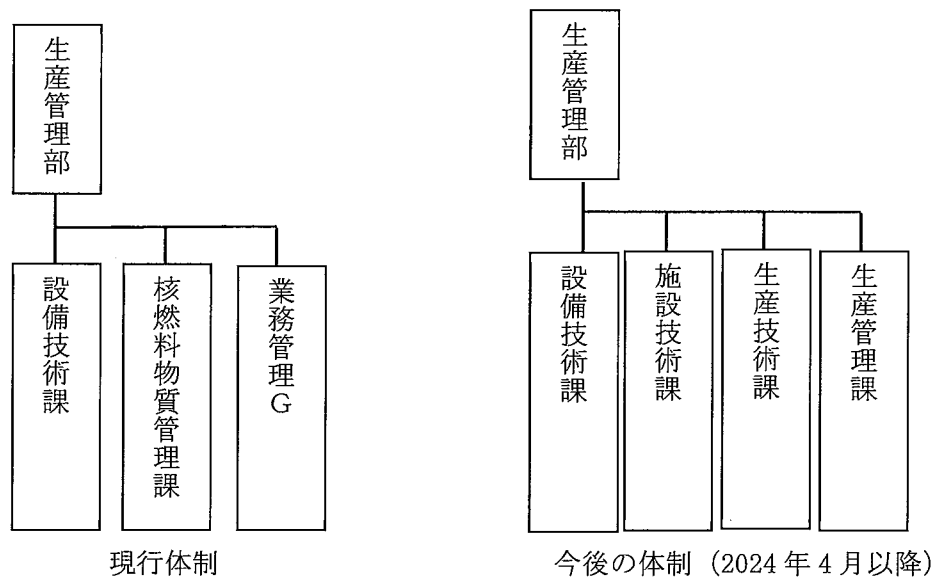 生産管理部
設備技術課
核燃料物質管理課
業務管理G
現行体制
生産管理部
設備技術課
施設技術課
生産技術課
生産管理課
今後の体制（2024年4月以降）